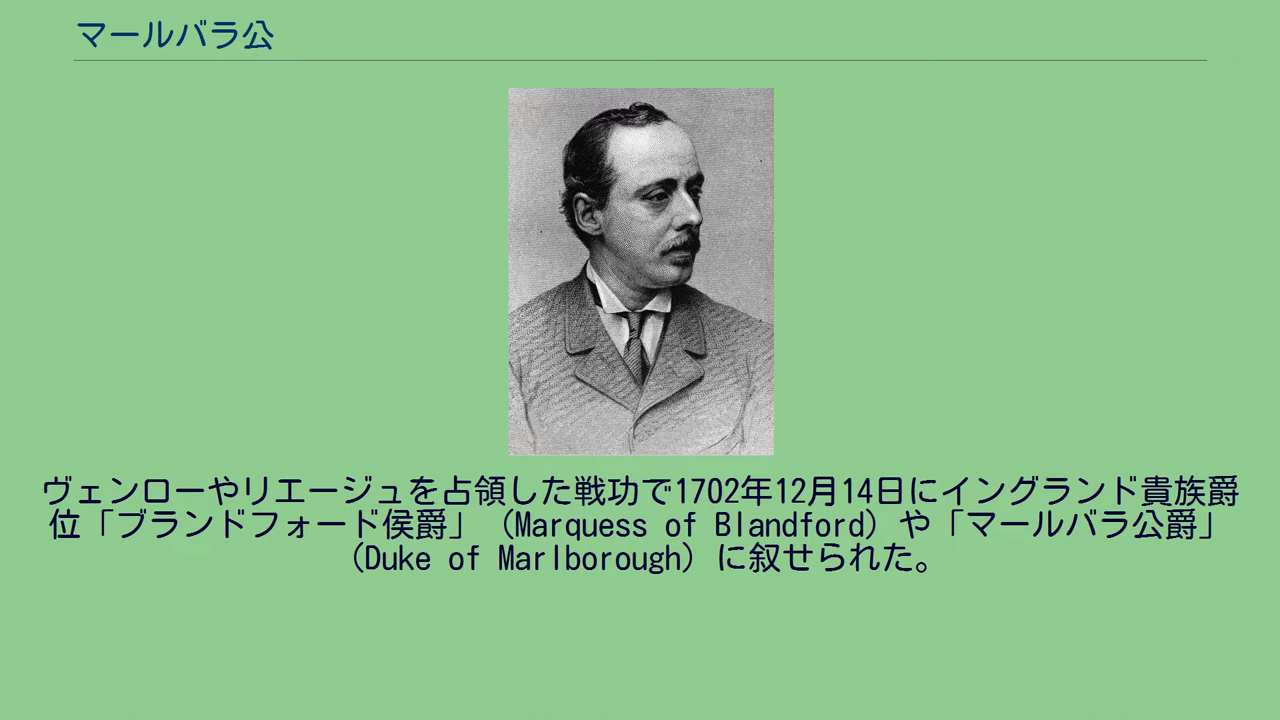 マールバラ公
ヴェンローやリエージュを占領した戦功で1702年12月14日にイングランド貴族爵
位「ブランドフォード侯爵」（Marquess of Blandford）や「マールバラ公爵」
（Duke of Marlborough）に叙せられた。